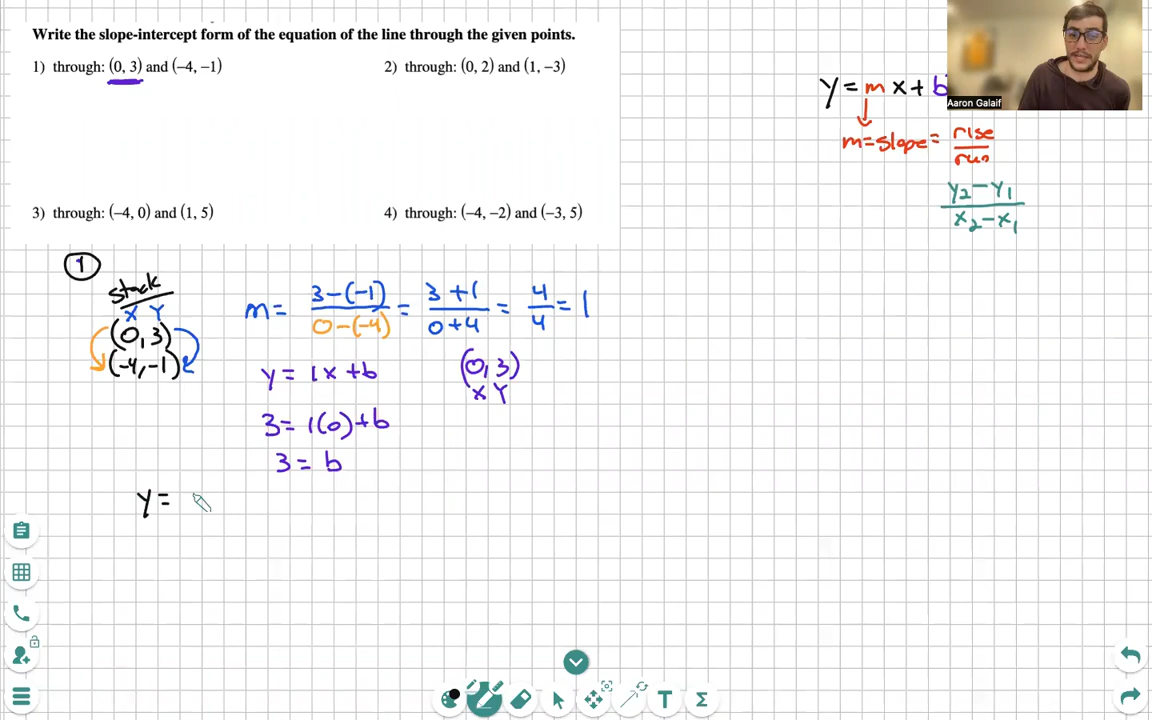 Write the slope-intercept form of the equation of the line through the given points.
1) through: (0, 3) and (−4, −1)
2) through: (0, 2) and (1, −3)
3) through: (−4, 0) and (1, 5)
4) through: (−4, −2) and (−3, 5)
y = mx + b
m = slope = rise/run
y₂ − y₁ / x₂ − x₁
Aaron Galaif
1
stack
X Y
(0, 3)
(-4, -1)
m = 3-(-1)/0-(-4) = 3+1/0+4 = 4/4 = 1
y = 1x + b
(0, 3)
X Y
3 = 1(0) + b
3 = b
y =
T
Σ